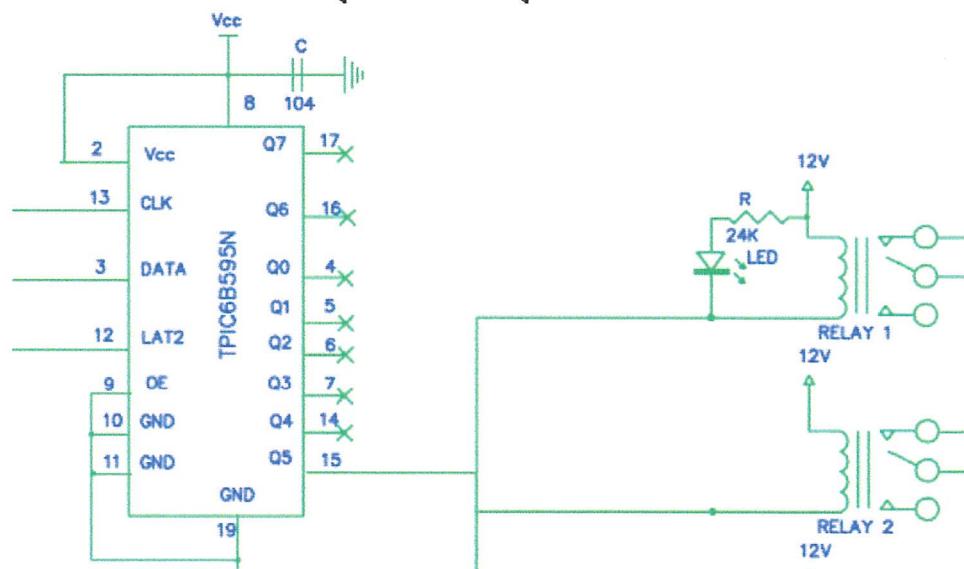 Vcc
C
8
104
2
Vcc
Q7
17
13
CLK
Q6
16
3
DATA
Q0
4
Q1
5
12
LAT2
Q2
6
9
OE
Q3
7
10
GND
Q4
14
11
GND
Q5
15
GND
19
TPIC6B595N
12V
R
24K
LED
RELAY 1
12V
RELAY 2
12V